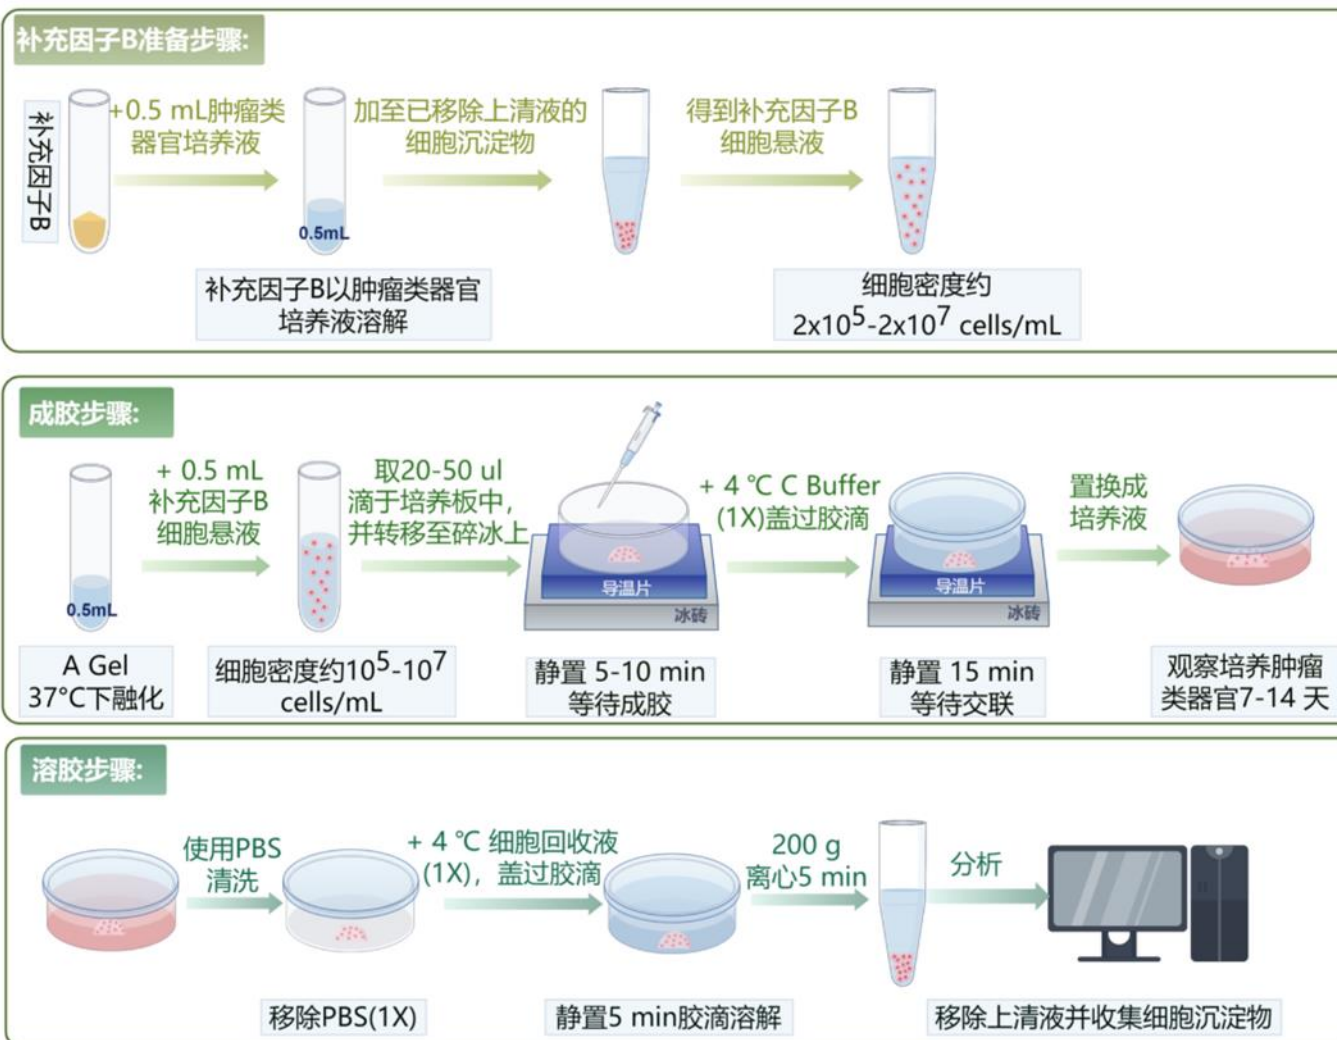 补充因子B准备步骤:
补充因子B
+0.5 mL肿瘤类
器官培养液
0.5mL
加至已移除上清液的
细胞沉淀物
得到补充因子B
细胞悬液
补充因子B以肿瘤类器官
培养液溶解
细胞密度约
2x10⁵-2x10⁷ cells/mL
成胶步骤:
0.5mL
+ 0.5 mL
补充因子B
细胞悬液
取20-50 ul
滴于培养板中,
并转移至碎冰上
导温片
冰砖
+ 4 ℃ C Buffer
(1X)盖过胶滴
导温片
冰砖
置换成
培养液
A Gel
37°C下融化
细胞密度约10⁵-10⁷
cells/mL
静置 5-10 min
等待成胶
静置 15 min
等待交联
观察培养肿瘤
类器官7-14 天
溶胶步骤:
使用PBS
清洗
+ 4 ℃ 细胞回收液
(1X)，盖过胶滴
200 g
离心5 min
分析
移除PBS(1X)
静置5 min胶滴溶解
移除上清液并收集细胞沉淀物